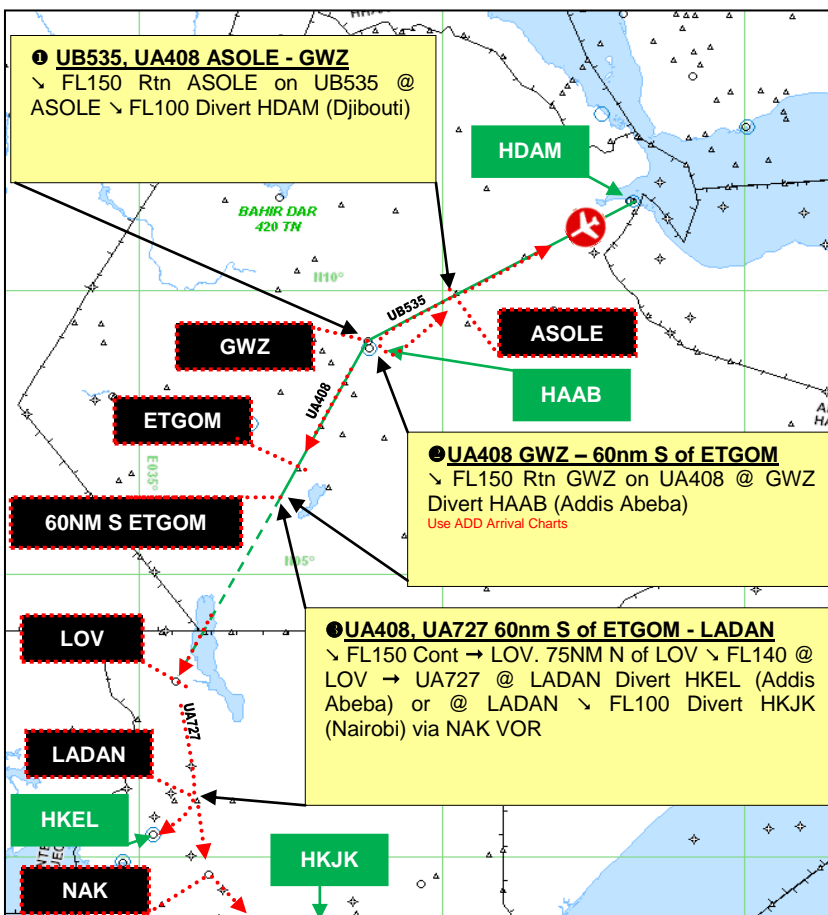 ❶ UB535, UA408 ASOLE - GWZ
↘ FL150 Rtn ASOLE on UB535 @
ASOLE ↘ FL100 Divert HDAM (Djibouti)
HDAM
BAHIR DAR
420 TN
N10°
UB535
GWZ
ASOLE
HAAB
UA408
ETGOM
E035°
❷UA408 GWZ – 60nm S of ETGOM
↘ FL150 Rtn GWZ on UA408 @ GWZ
Divert HAAB (Addis Abeba)
Use ADD Arrival Charts
60NM S ETGOM
N05°
❸UA408, UA727 60nm S of ETGOM - LADAN
↘ FL150 Cont → LOV. 75NM N of LOV ↘ FL140 @
LOV → UA727 @ LADAN Divert HKEL (Addis
Abeba) or @ LADAN ↘ FL100 Divert HKJK
(Nairobi) via NAK VOR
LOV
UA727
LADAN
HKEL
HKJK
NAK